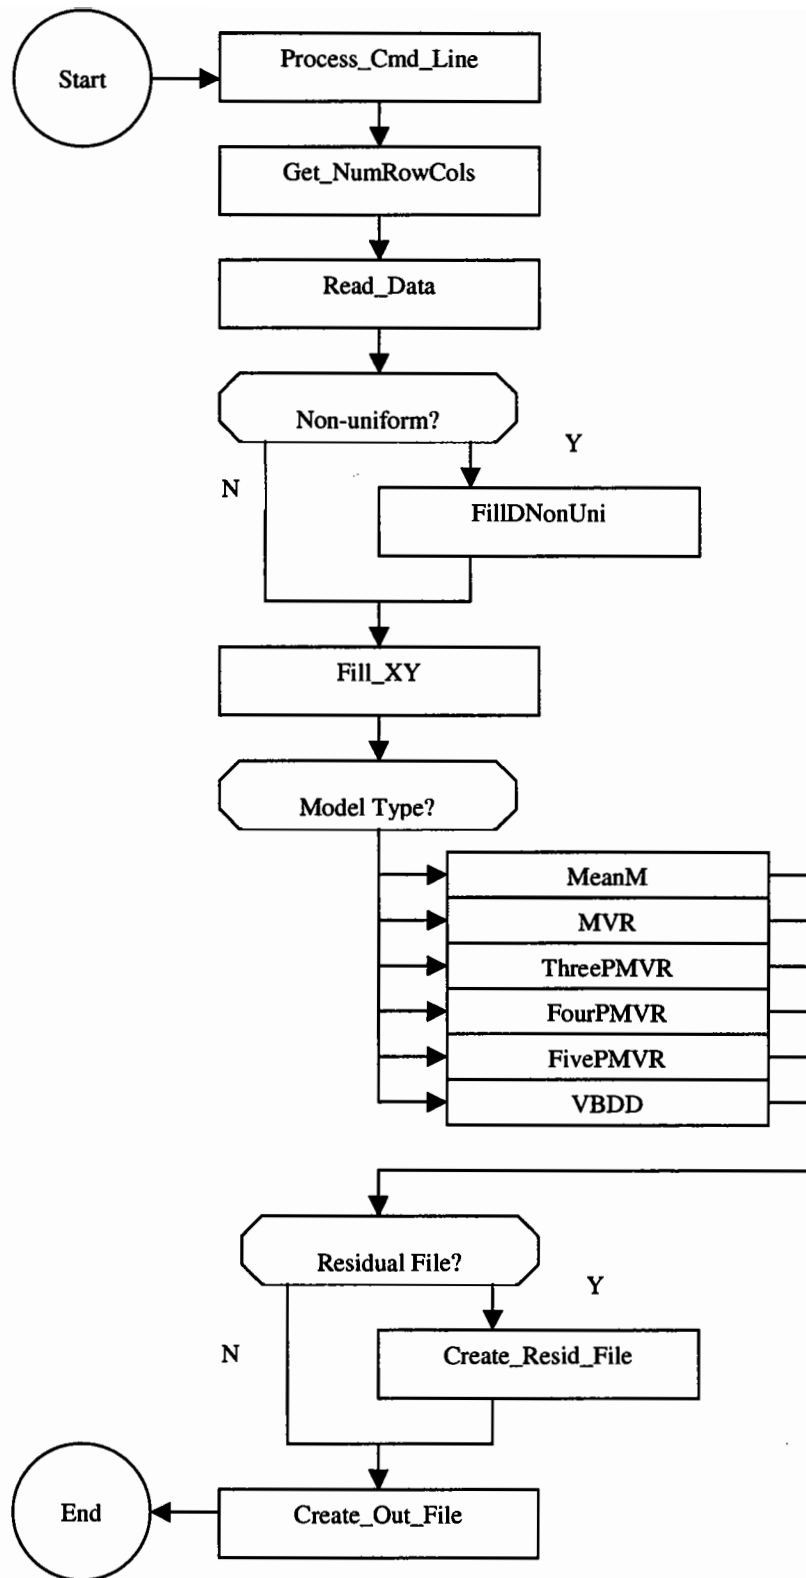 Start
Process_Cmd_Line
Get_NumRowCols
Read_Data
Non-uniform?
Y
N
FillDNonUni
Fill_XY
Model Type?
MeanM
MVR
ThreePMVR
FourPMVR
FivePMVR
VBDD
Residual File?
Y
N
Create_Resid_File
End
Create_Out_File